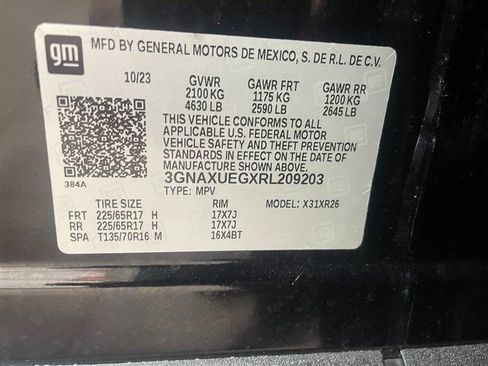 gm
MFD BY GENERAL MOTORS DE MEXICO, S. DE R.L. DE C.V.
10/23 GVWR GAWR FRT GAWR RR
2100 KG 1175 KG 1200 KG
4630 LB 2590 LB 2645 LB
THIS VEHICLE CONFORMS TO ALL
APPLICABLE U.S. FEDERAL MOTOR
VEHICLE SAFETY AND THEFT PREVENTION
STANDARDS IN EFFECT ON THE DATE OF
MANUFACTURE SHOWN ABOVE.
384A 3GNAXUEGXRL209203
TYPE: MPV
TIRE SIZE RIM MODEL: X31XR26
FRT 225/65R17 H 17X7J
RR 225/65R17 H 17X7J
SPA T135/70R16 M 16X4BT